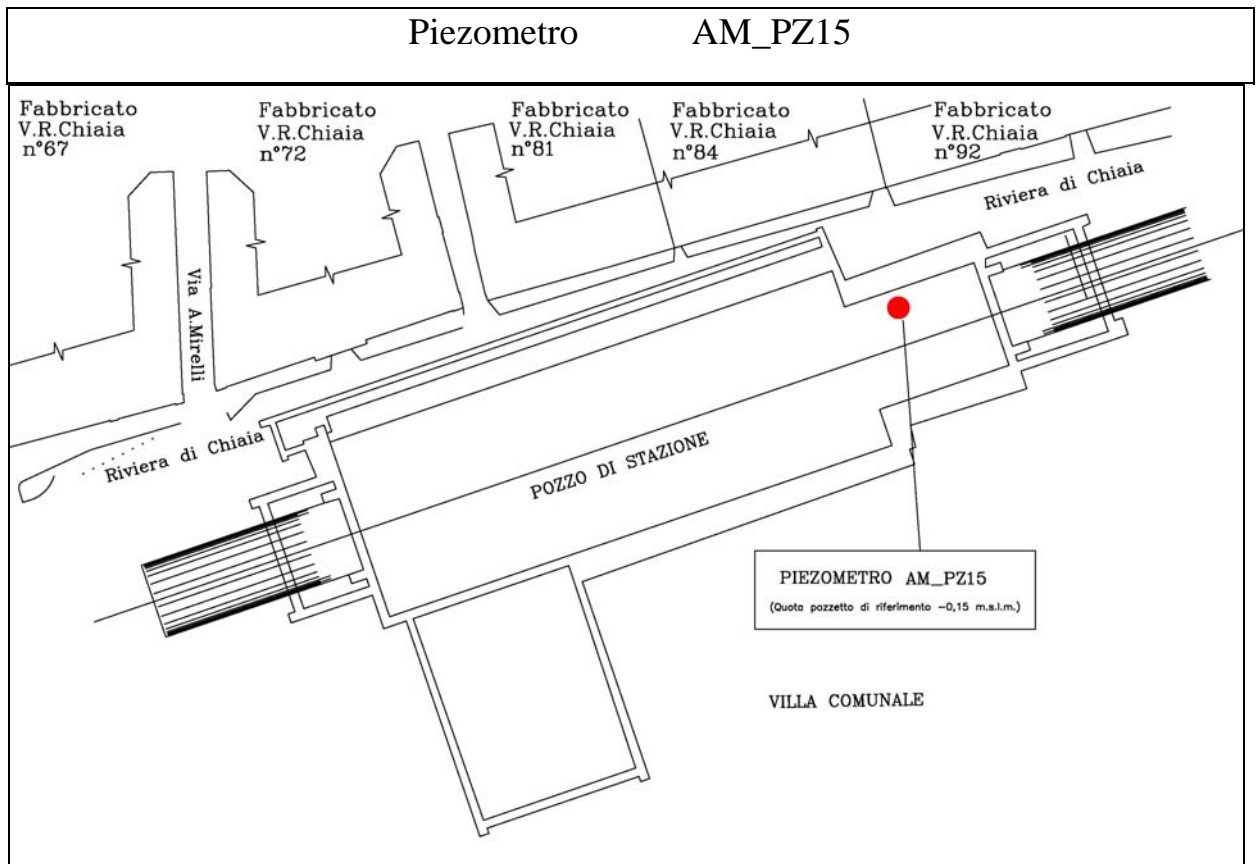 Piezometro AM_PZ15
Fabbricato
V.R.Chiaia
n°67
Fabbricato
V.R.Chiaia
n°72
Fabbricato
V.R.Chiaia
n°81
Fabbricato
V.R.Chiaia
n°84
Fabbricato
V.R.Chiaia
n°92
Riviera di Chiaia
Via A.Mirelli
Riviera di Chiaia
POZZO DI STAZIONE
PIEZOMETRO AM_PZ15
(Quota pozzetto di riferimento -0,15 m.s.l.m.)
VILLA COMUNALE